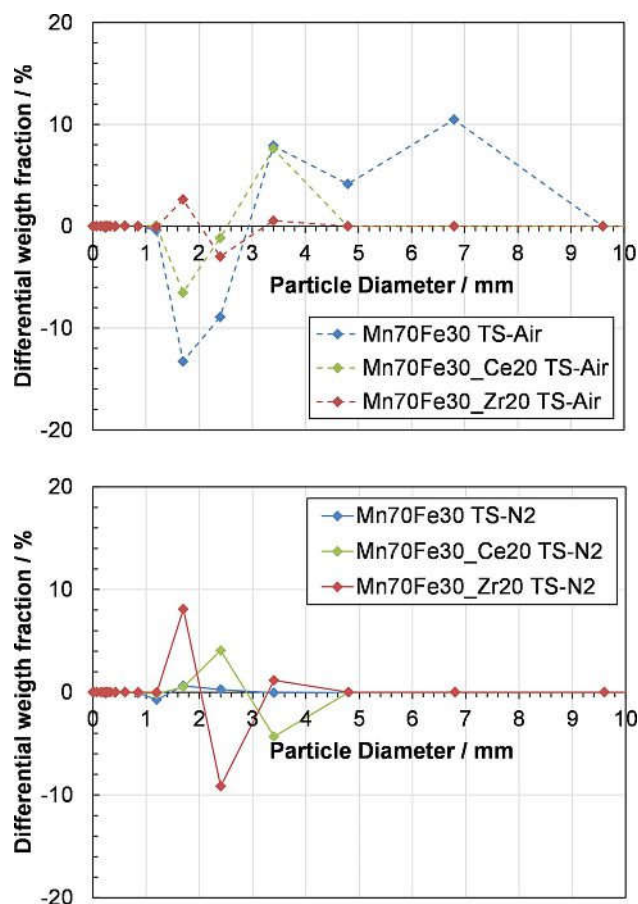 20
10
0
-10
-20
Differential weigth fraction / %
0 1 2 3 4 5 6 7 8 9 10
Particle Diameter / mm
Mn70Fe30 TS-Air
Mn70Fe30_Ce20 TS-Air
Mn70Fe30_Zr20 TS-Air
20
10
0
-10
-20
Differential weigth fraction / %
Mn70Fe30 TS-N2
Mn70Fe30_Ce20 TS-N2
Mn70Fe30_Zr20 TS-N2
0 1 2 3 4 5 6 7 8 9 10
Particle Diameter / mm